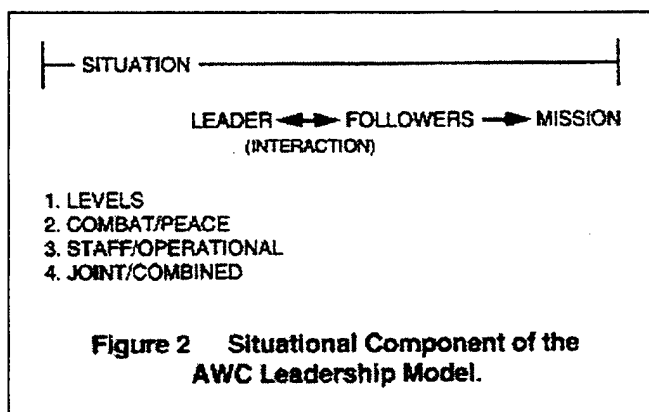 SITUATION
LEADER ◄► FOLLOWERS → MISSION
(INTERACTION)
1. LEVELS
2. COMBAT/PEACE
3. STAFF/OPERATIONAL
4. JOINT/COMBINED
Figure 2 Situational Component of the
AWC Leadership Model.